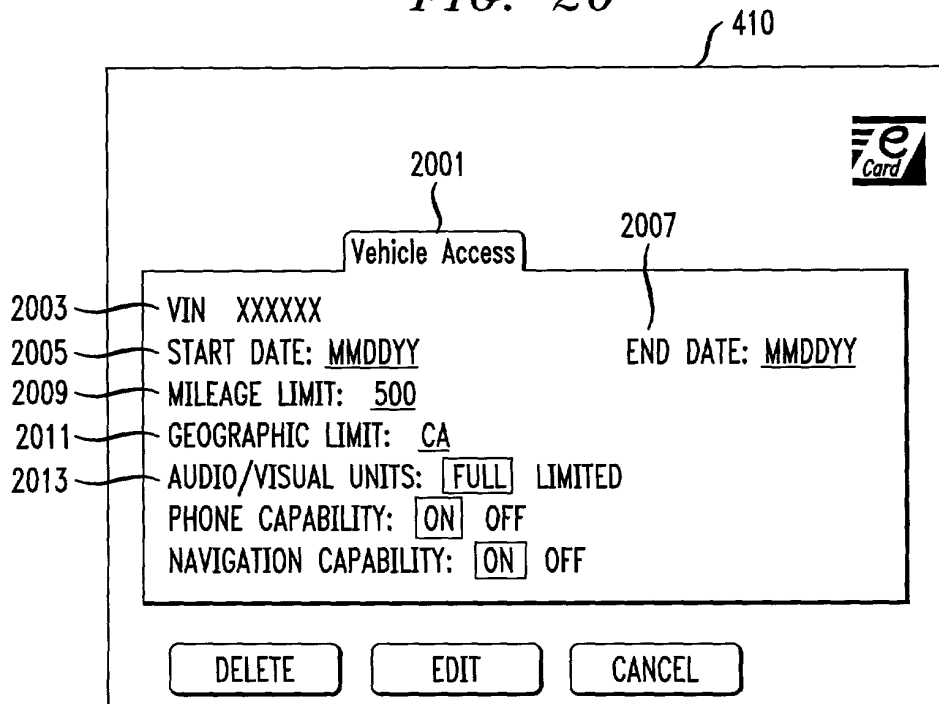 FIG. 20
410
e
Card
2001
2007
Vehicle Access
2003 VIN XXXXXX
2005 START DATE: MMDDYY END DATE: MMDDYY
2009 MILEAGE LIMIT: 500
2011 GEOGRAPHIC LIMIT: CA
2013 AUDIO/VISUAL UNITS: FULL LIMITED
PHONE CAPABILITY: ON OFF
NAVIGATION CAPABILITY: ON OFF
DELETE EDIT CANCEL